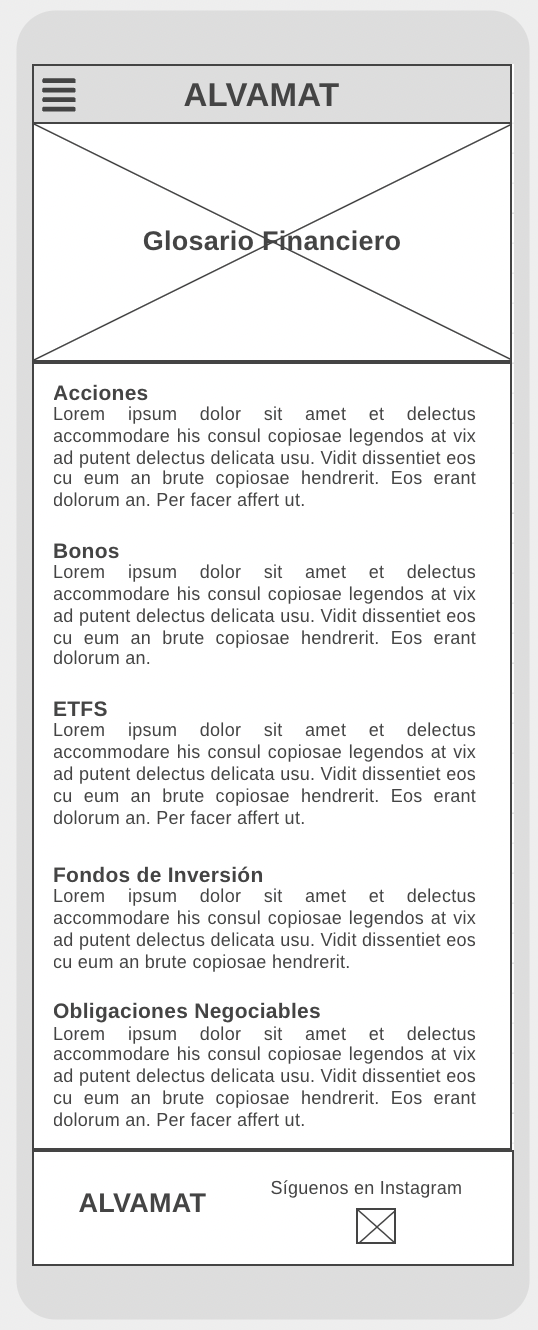 ALVAMAT
Glosario Financiero
Acciones
Lorem ipsum dolor sit amet et delectus
accommodare his consul copiosae legendos at vix
ad putent delectus delicata usu. Vidit dissentiet eos
cu eum an brute copiosae hendrerit. Eos erant
dolorum an. Per facer affert ut.
Bonos
Lorem ipsum dolor sit amet et delectus
accommodare his consul copiosae legendos at vix
ad putent delectus delicata usu. Vidit dissentiet eos
cu eum an brute copiosae hendrerit. Eos erant
dolorum an.
ETFS
Lorem ipsum dolor sit amet et delectus
accommodare his consul copiosae legendos at vix
ad putent delectus delicata usu. Vidit dissentiet eos
cu eum an brute copiosae hendrerit. Eos erant
dolorum an. Per facer affert ut.
Fondos de Inversión
Lorem ipsum dolor sit amet et delectus
accommodare his consul copiosae legendos at vix
ad putent delectus delicata usu. Vidit dissentiet eos
cu eum an brute copiosae hendrerit.
Obligaciones Negociables
Lorem ipsum dolor sit amet et delectus
accommodare his consul copiosae legendos at vix
ad putent delectus delicata usu. Vidit dissentiet eos
cu eum an brute copiosae hendrerit. Eos erant
dolorum an. Per facer affert ut.
ALVAMAT
Síguenos en Instagram